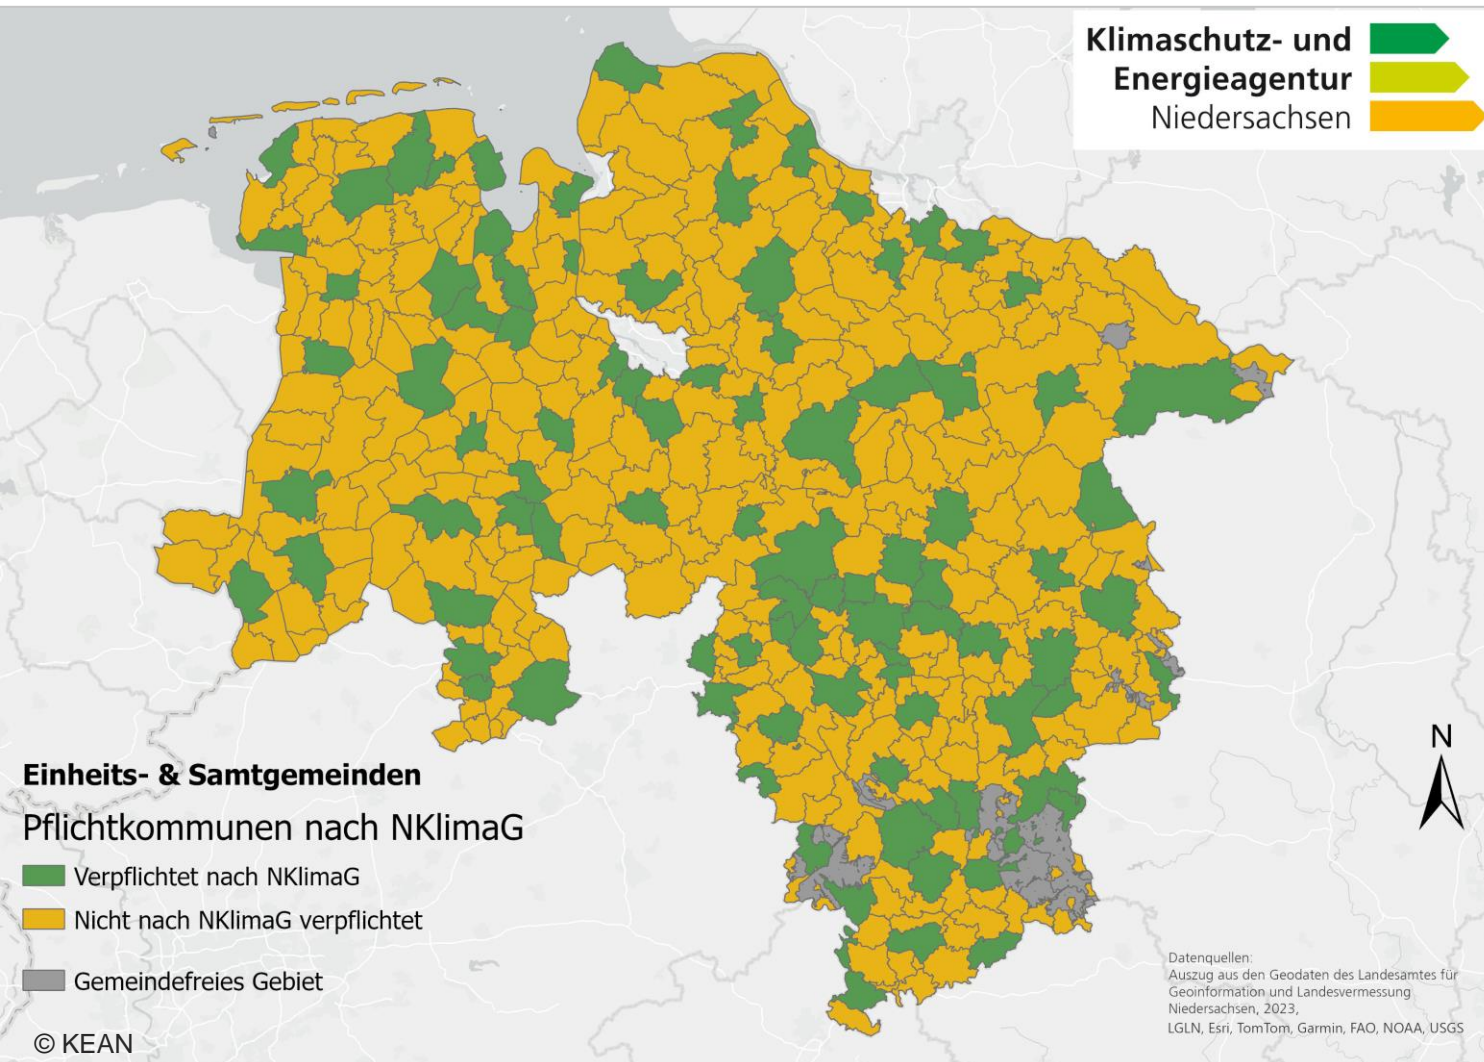 Klimaschutz- und
Energieagentur
Niedersachsen
N
Einheits- & Samtgemeinden
Pflichtkommunen nach NKlimaG
Verpflichtet nach NKlimaG
Nicht nach NKlimaG verpflichtet
Gemeindefreies Gebiet
© KEAN
Datenquellen:
Auszug aus den Geodaten des Landesamtes für
Geoinformation und Landesvermessung
Niedersachsen, 2023,
LGLN, Esri, TomTom, Garmin, FAO, NOAA, USGS